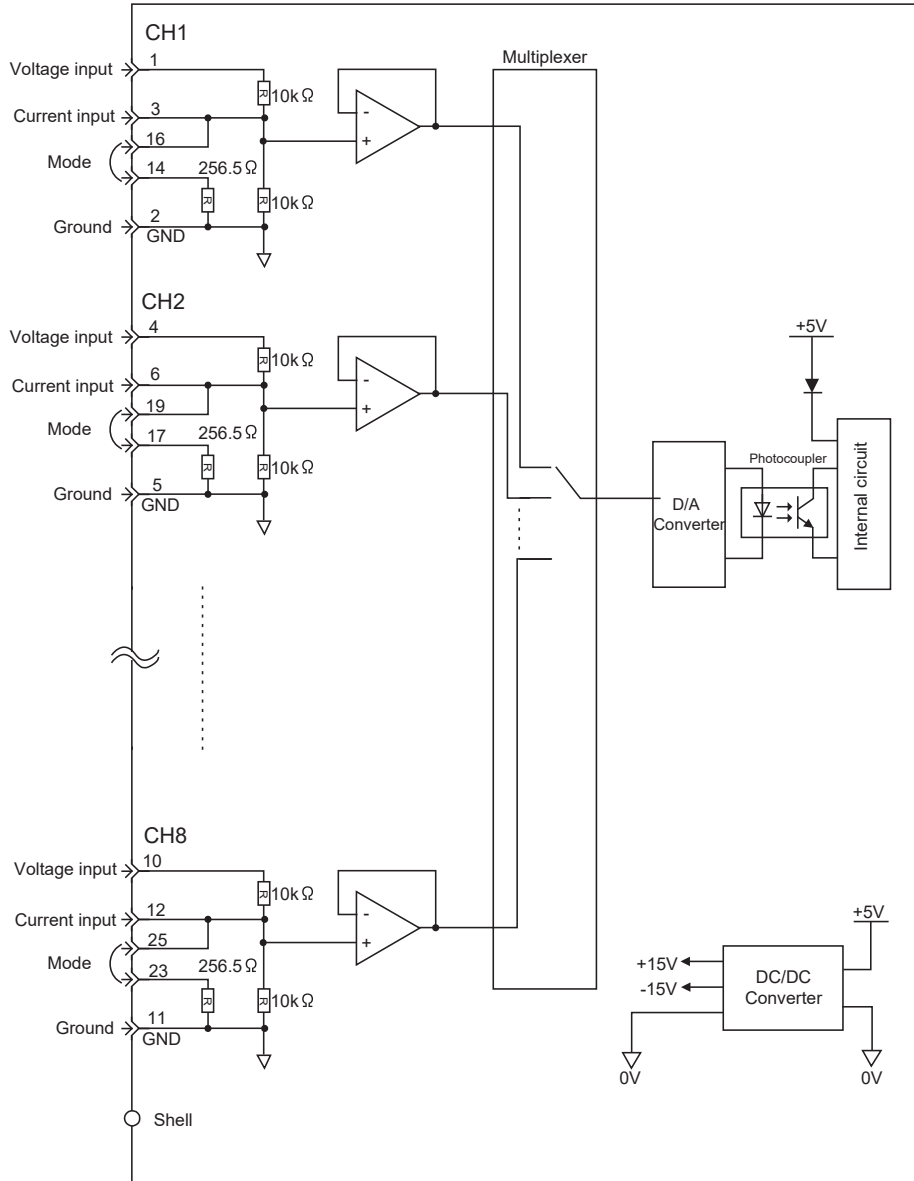 CH1
Voltage input
1
R
10kΩ
Current input
3
16
Mode
14
256.5Ω
R
R
10kΩ
Ground
2
GND
-
+
Multiplexer
CH2
Voltage input
4
R
10kΩ
Current input
6
19
Mode
17
256.5Ω
R
R
10kΩ
Ground
5
GND
-
+
D/A
Converter
Photocoupler
+5V
Internal circuit
CH8
Voltage input
10
R
10kΩ
Current input
12
25
Mode
23
256.5Ω
R
R
10kΩ
Ground
11
GND
-
+
+5V
+15V
-15V
DC/DC
Converter
0V
0V
Shell